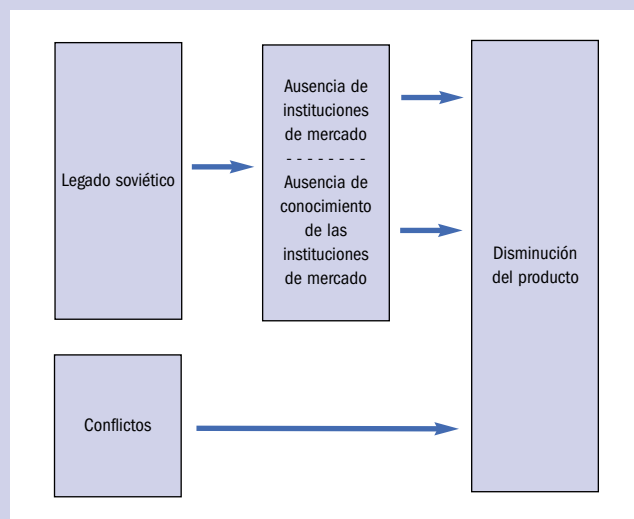 Legado soviético
Ausencia de
instituciones
de mercado
- - - - - - - -
Ausencia de
conocimiento
de las
instituciones
de mercado
Disminución
del producto
Conflictos